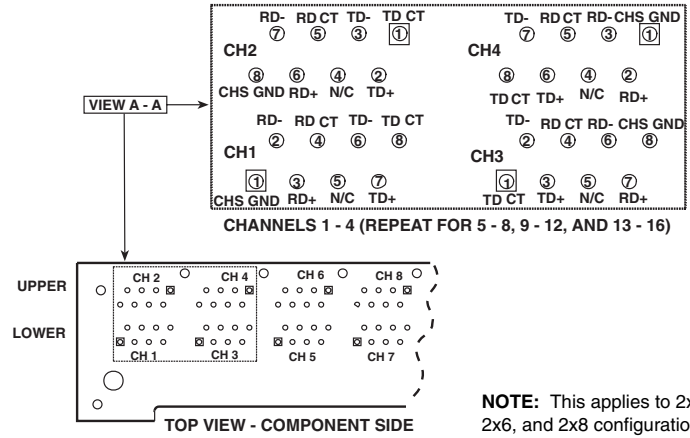 RD- RD CT TD- TD CT
7 5 3 1
CH2
8 6 4 2
CHS GND RD+ N/C TD+
TD- RD CT RD- CHS GND
7 5 3 1
CH4
8 6 4 2
TD CT TD+ N/C RD+
VIEW A - A
RD- RD CT TD- TD CT
2 4 6 8
CH1
1 3 5 7
CHS GND RD+ N/C TD+
TD- RD CT RD- CHS GND
2 4 6 8
CH3
1 3 5 7
TD CT TD+ N/C RD+
CHANNELS 1 - 4 (REPEAT FOR 5 - 8, 9 - 12, AND 13 - 16)
UPPER
CH 2 CH 4 CH 6 CH 8
LOWER
CH 1 CH 3 CH 5 CH 7
TOP VIEW - COMPONENT SIDE
NOTE: This applies to 2x
2x6, and 2x8 configuratio